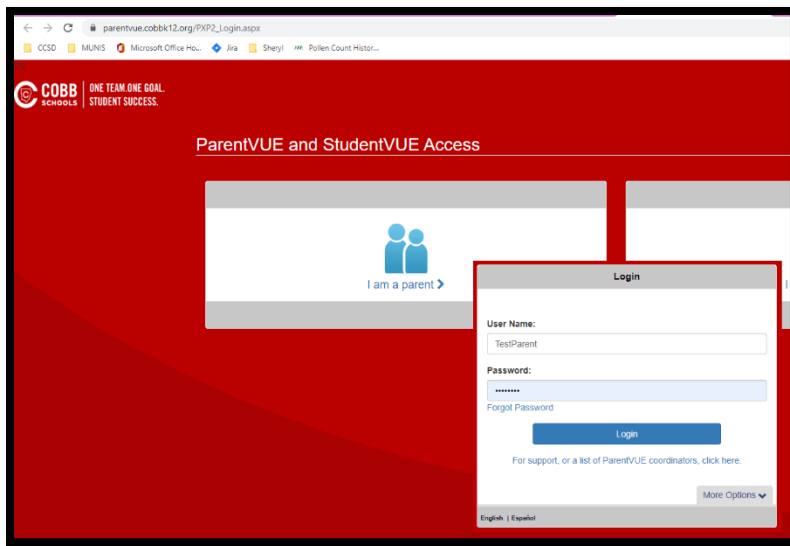 parentvue.cobbk12.org/PXP2_Login.aspx
CCSD MUNIS Microsoft Office Ho... Jira Sheryl Pollen Count Histor...
COBB SCHOOLS
ONE TEAM.ONE GOAL.
STUDENT SUCCESS.
ParentVUE and StudentVUE Access
I am a parent
I
Login
User Name:
TestParent
Password:
••••••••
Forgot Password
Login
For support, or a list of ParentVUE coordinators, click here.
More Options
English | Español